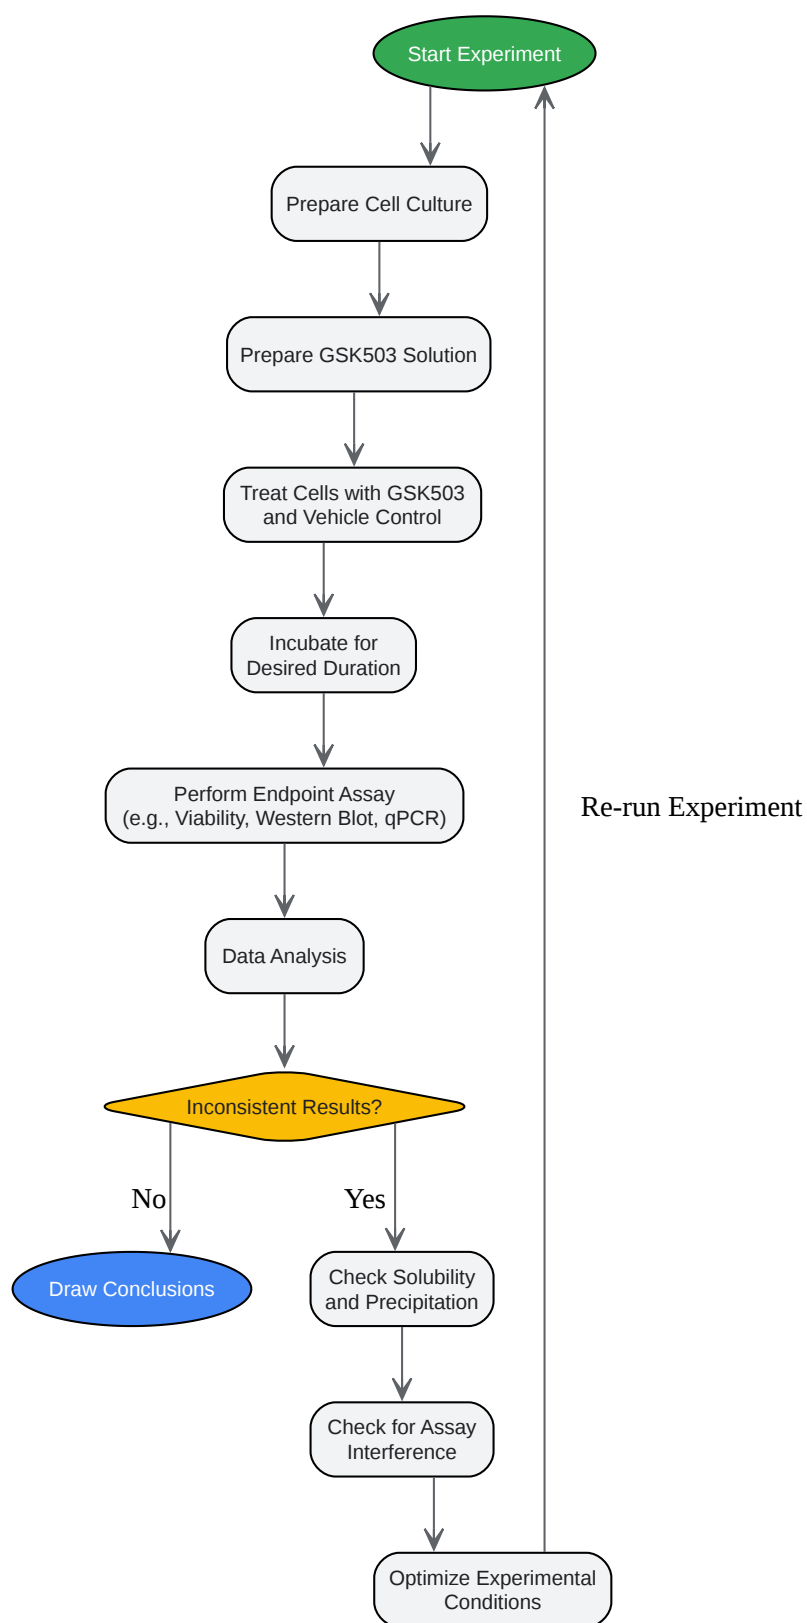 Start Experiment
Prepare Cell Culture
Prepare GSK503 Solution
Treat Cells with GSK503
and Vehicle Control
Incubate for
Desired Duration
Perform Endpoint Assay
(e.g., Viability, Western Blot, qPCR)
Re-run Experiment
Data Analysis
Inconsistent Results?
No
Yes
Draw Conclusions
Check Solubility
and Precipitation
Check for Assay
Interference
Optimize Experimental
Conditions